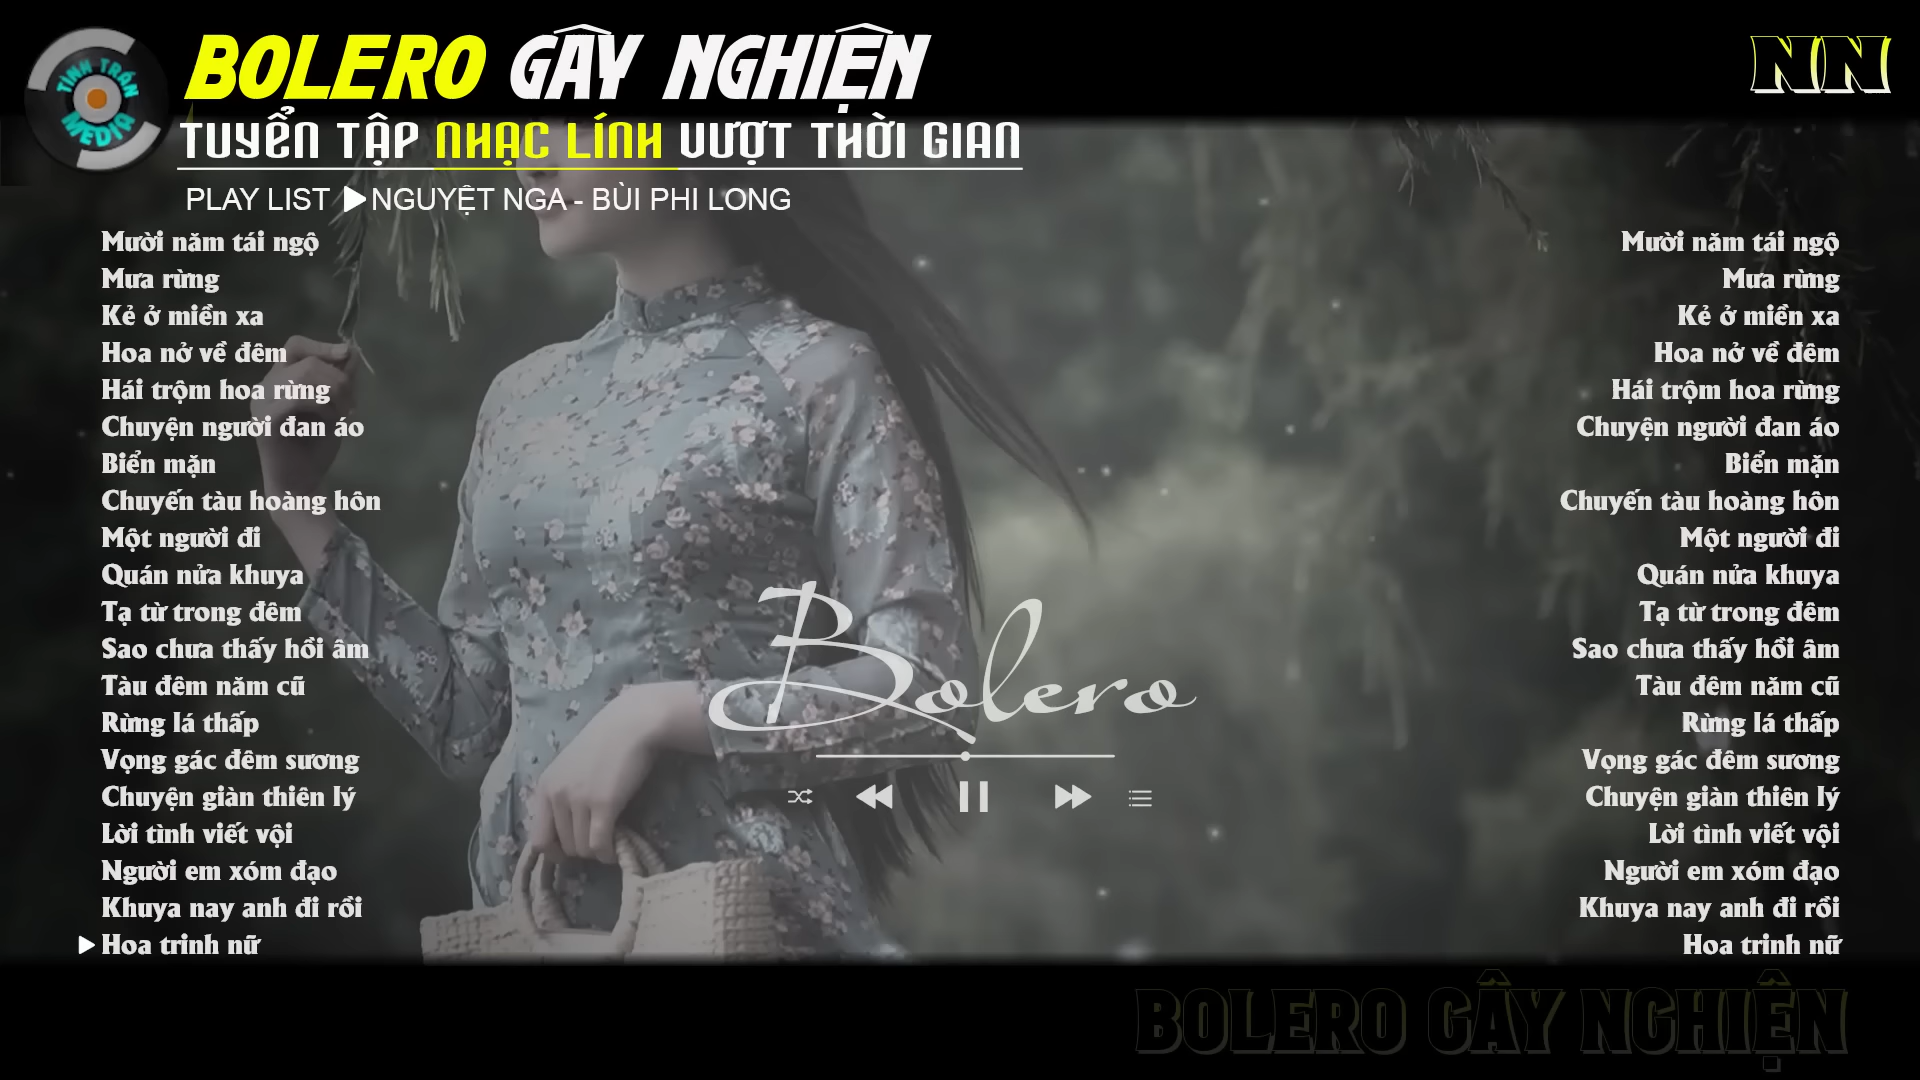 TÌNH TRẦN
MEDIA
BOLERO GÂY NGHIỆN
NN
TUYỂN TẬP NHẠC LÍNH VƯỢT THỜI GIAN
PLAY LIST ▶ NGUYỆT NGA - BÙI PHI LONG
Mười năm tái ngộ
Mưa rừng
Kẻ ở miền xa
Hoa nở về đêm
Hái trộm hoa rừng
Chuyện người đan áo
Biển mặn
Chuyến tàu hoàng hôn
Một người đi
Quán nửa khuya
Tạ từ trong đêm
Sao chưa thấy hồi âm
Tàu đêm năm cũ
Rừng lá thấp
Vọng gác đêm sương
Chuyện giàn thiên lý
Lời tình viết vội
Người em xóm đạo
Khuya nay anh đi rồi
Hoa trinh nữ
Bolero
Mười năm tái ngộ
Mưa rừng
Kẻ ở miền xa
Hoa nở về đêm
Hái trộm hoa rừng
Chuyện người đan áo
Biển mặn
Chuyến tàu hoàng hôn
Một người đi
Quán nửa khuya
Tạ từ trong đêm
Sao chưa thấy hồi âm
Tàu đêm năm cũ
Rừng lá thấp
Vọng gác đêm sương
Chuyện giàn thiên lý
Lời tình viết vội
Người em xóm đạo
Khuya nay anh đi rồi
Hoa trinh nữ
BOLERO GÂY NGHIỆN